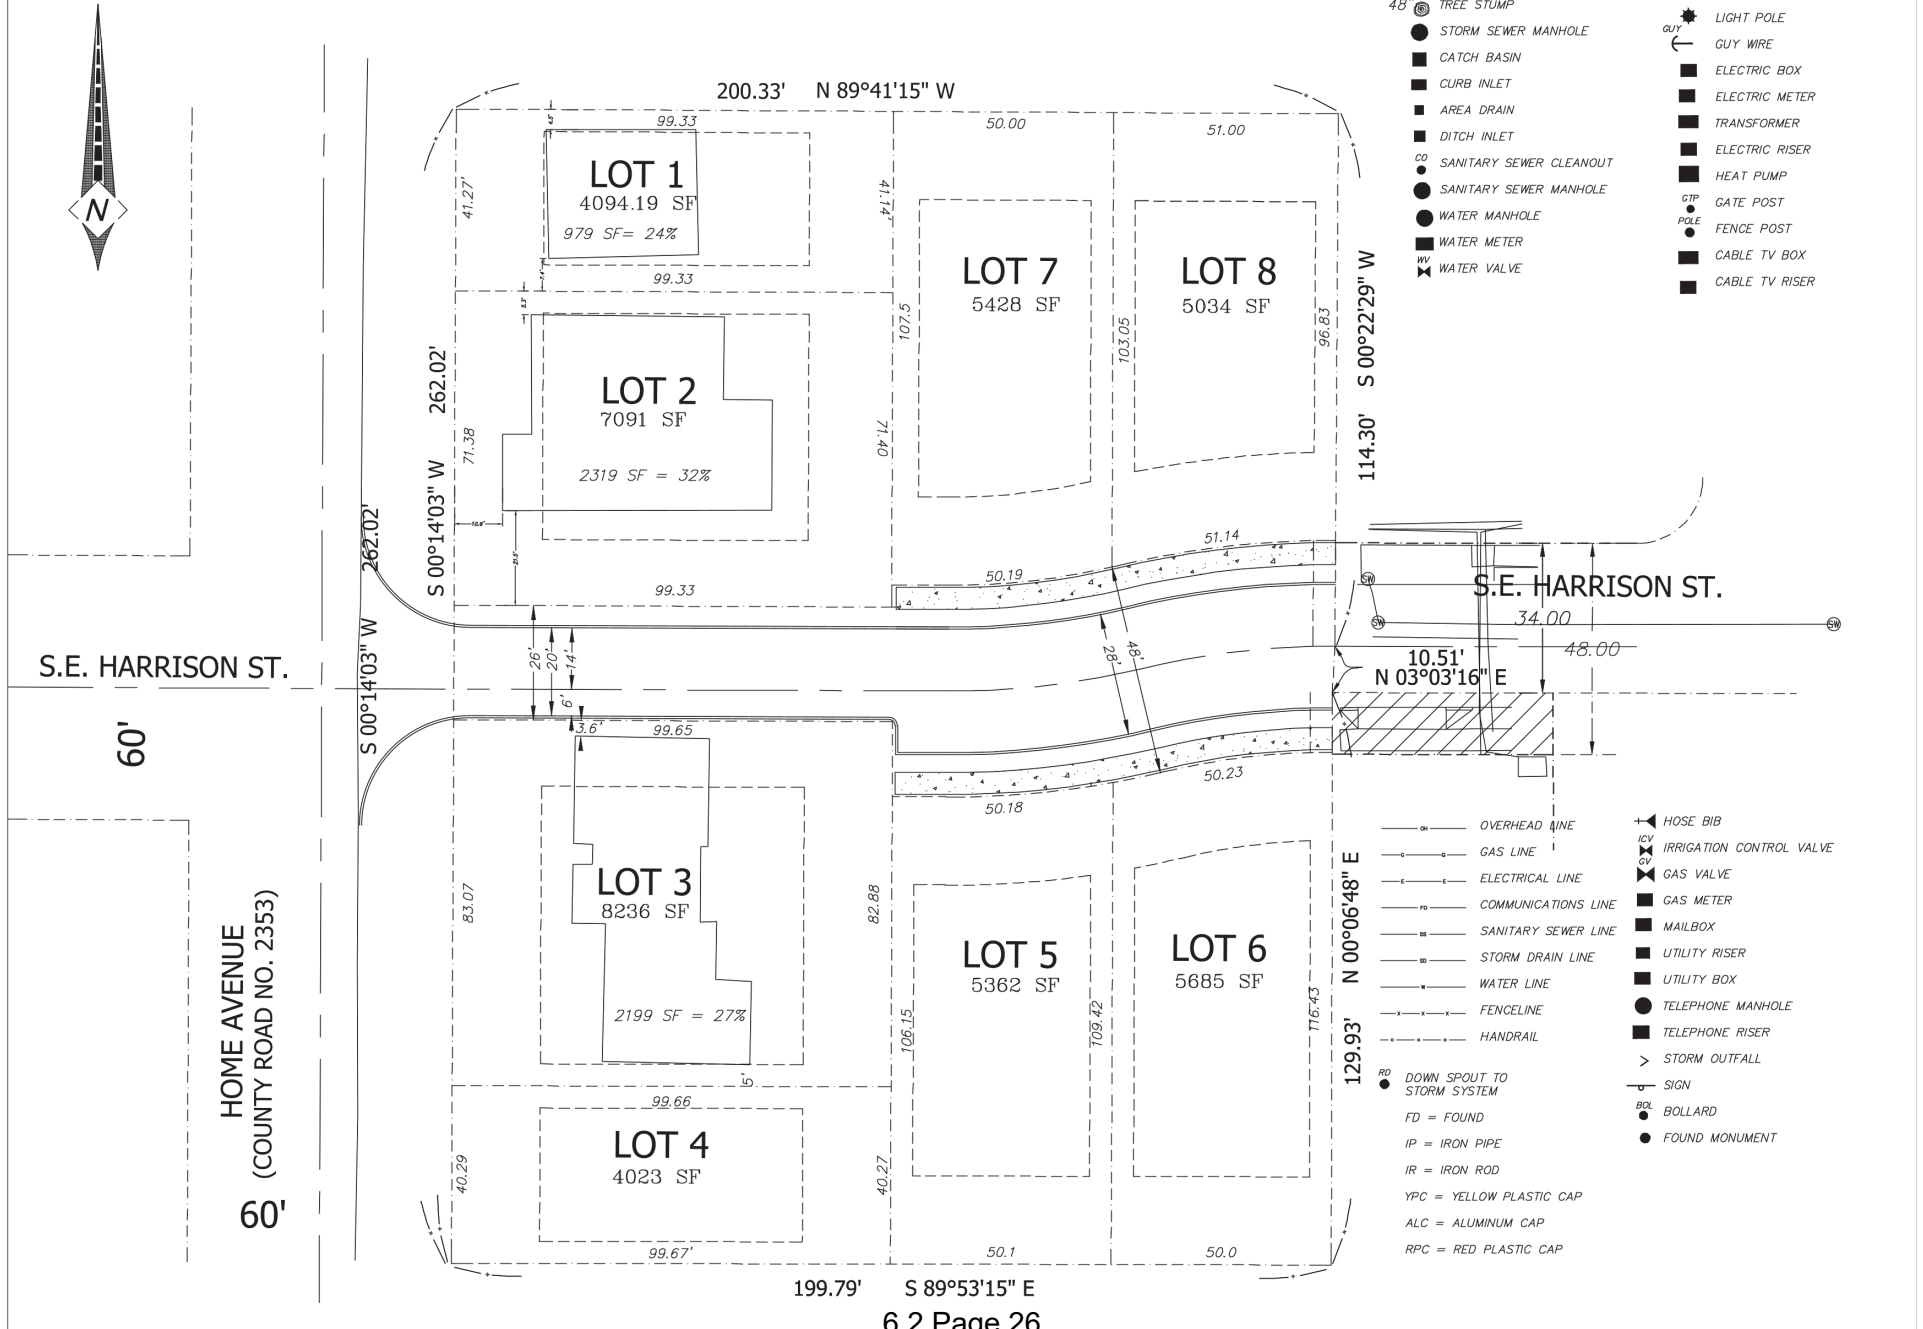 N
200.33' N 89°41'15" W
99.33
50.00
51.00
LOT 1
4094.19 SF
979 SF= 24%
41.27'
41.14'
99.33
LOT 2
7091 SF
2319 SF = 32%
71.38
71.40
10.9'
99.33
262.02'
S 00°14'03" W
262.02'
S 00°14'03" W
LOT 7
5428 SF
107.5
LOT 8
5034 SF
103.05
96.83
S 00°22'29" W
114.30'
50.19
51.14
S.E. HARRISON ST.
34.00
48.00
SW
SW
SW
10.51'
N 03°03'16" E
S.E. HARRISON ST.
60'
26'
20'
14'
6'
28'
48'
3.6'
99.65
50.18
50.23
LOT 3
8236 SF
2199 SF = 27%
83.07
82.88
5'
99.66
LOT 4
4023 SF
40.29
40.27
99.67'
LOT 5
5362 SF
106.15
109.42
50.1
LOT 6
5685 SF
116.43
50.0
N 00°06'48" E
129.93'
199.79' S 89°53'15" E
HOME AVENUE
(COUNTY ROAD NO. 2353)
60'
48"
TREE STUMP
STORM SEWER MANHOLE
CATCH BASIN
CURB INLET
AREA DRAIN
DITCH INLET
CO
SANITARY SEWER CLEANOUT
SANITARY SEWER MANHOLE
WATER MANHOLE
WATER METER
WV
WATER VALVE
LIGHT POLE
GUY
GUY WIRE
ELECTRIC BOX
ELECTRIC METER
TRANSFORMER
ELECTRIC RISER
HEAT PUMP
GTP
GATE POST
POLE
FENCE POST
CABLE TV BOX
CABLE TV RISER
OH
OVERHEAD LINE
G G
GAS LINE
E E
ELECTRICAL LINE
FO
COMMUNICATIONS LINE
SS
SANITARY SEWER LINE
SD
STORM DRAIN LINE
W
WATER LINE
FENCELINE
HANDRAIL
RD
DOWN SPOUT TO
STORM SYSTEM
FD = FOUND
IP = IRON PIPE
IR = IRON ROD
YPC = YELLOW PLASTIC CAP
ALC = ALUMINUM CAP
RPC = RED PLASTIC CAP
HOSE BIB
ICV
IRRIGATION CONTROL VALVE
GV
GAS VALVE
GAS METER
MAILBOX
UTILITY RISER
UTILITY BOX
TELEPHONE MANHOLE
TELEPHONE RISER
STORM OUTFALL
SIGN
BOL
BOLLARD
FOUND MONUMENT
6.2 Page 26